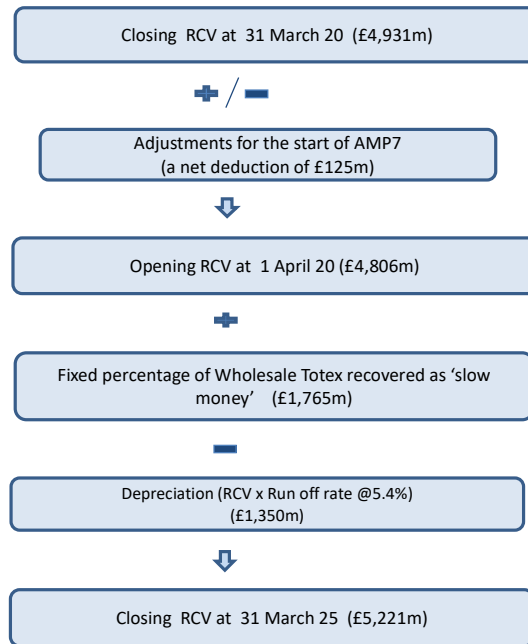 Closing RCV at 31 March 20 (£4,931m)
+ / -
Adjustments for the start of AMP7
(a net deduction of £125m)
Opening RCV at 1 April 20 (£4,806m)
+
Fixed percentage of Wholesale Totex recovered as ‘slow
money’ (£1,765m)
-
Depreciation (RCV x Run off rate @5.4%)
(£1,350m)
Closing RCV at 31 March 25 (£5,221m)